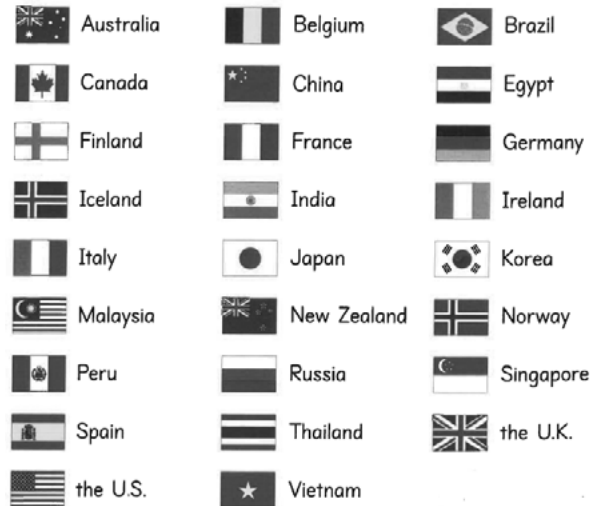 Australia Belgium Brazil
Canada China Egypt
Finland France Germany
Iceland India Ireland
Italy Japan Korea
Malaysia New Zealand Norway
Peru Russia Singapore
Spain Thailand the U.K.
the U.S. Vietnam